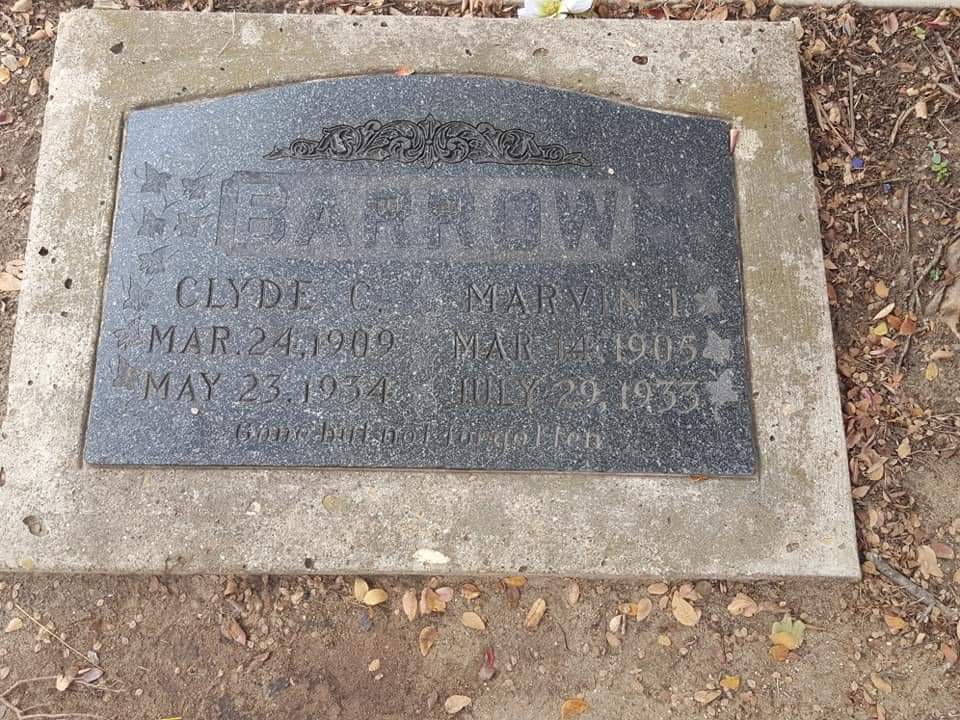 BARROW
CLYDE C. MARVIN I.
MAR. 24, 1909 MAR 14, 1905
MAY 23, 1934 JULY 29, 1933
Gone but not forgotten